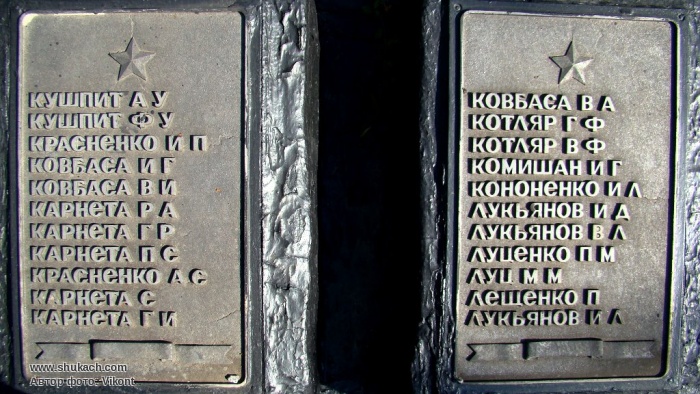 КУШПИТ А У
КУШПИТ Ф У
КРАСНЕНКО И П
КОВБАСА И Г
КОВБАСА В И
КАРНЕТА Р А
КАРНЕТА Г Р
КАРНЕТА П С
КРАСНЕНКО А С
КАРНЕТА С
КАРНЕТА Г И
КОВБАСА В А
КОТЛЯР Г Ф
КОТЛЯР В Ф
КОМИШАН И Г
КОНОНЕНКО И Л
ЛУКЬЯНОВ И Д
ЛУКЬЯНОВ В Л
ЛУЦЕНКО П М
ЛУЦ М М
ЛЕЩЕНКО П
ЛУКЬЯНОВ И Л
www.shukach.com
Автор фото: Vikont